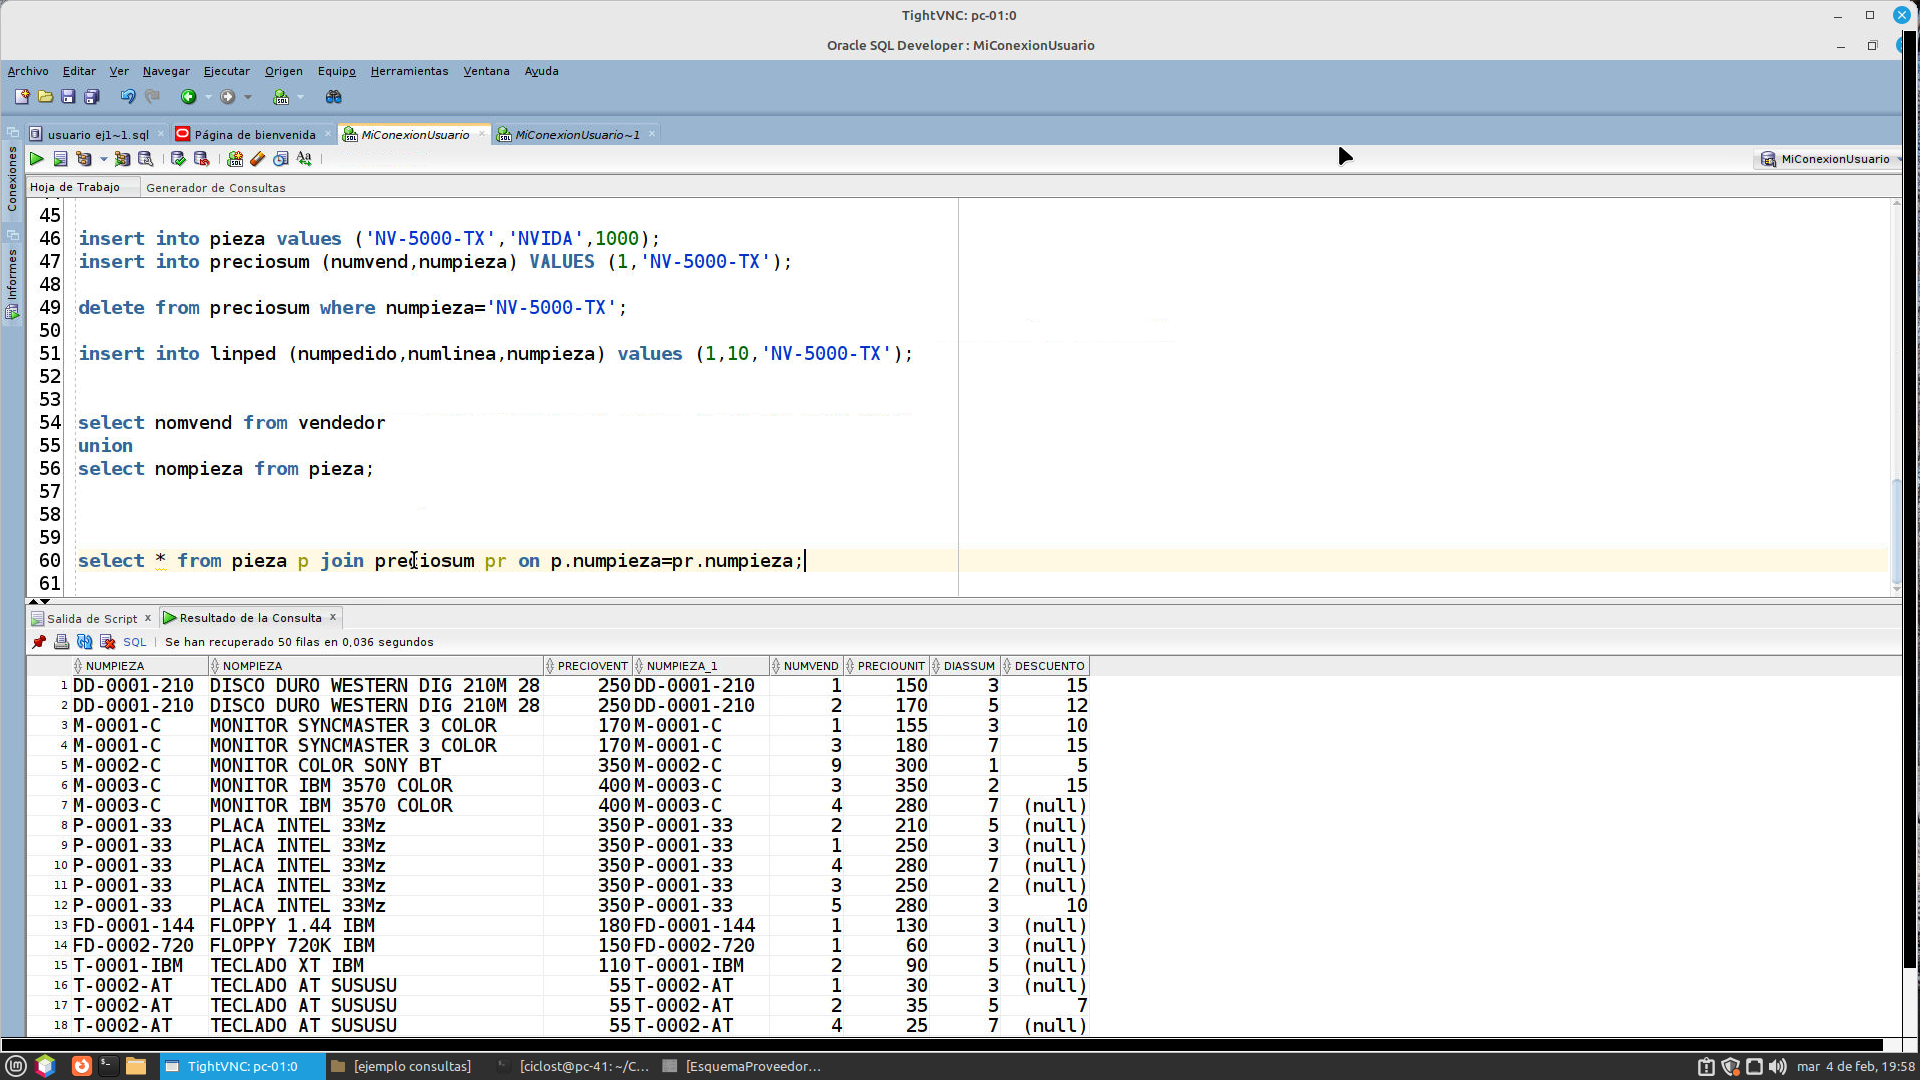 TightVNC: pc-01:0
Oracle SQL Developer : MiConexionUsuario
Archivo Editar Ver Navegar Ejecutar Origen Equipo Herramientas Ventana Ayuda
usuario ej1~1.sql Página de bienvenida MiConexionUsuario MiConexionUsuario~1
MiConexionUsuario
Conexiones
Informes
Hoja de Trabajo Generador de Consultas
45
46 insert into pieza values ('NV-5000-TX','NVIDA',1000);
47 insert into preciosum (numvend,numpieza) VALUES (1,'NV-5000-TX');
48
49 delete from preciosum where numpieza='NV-5000-TX';
50
51 insert into linped (numpedido,numlinea,numpieza) values (1,10,'NV-5000-TX');
52
53
54 select nomvend from vendedor
55 union
56 select nompieza from pieza;
57
58
59
60 select * from pieza p join preciosum pr on p.numpieza=pr.numpieza;
61
Salida de Script x Resultado de la Consulta x
SQL | Se han recuperado 50 filas en 0,036 segundos
NUMPIEZA NOMPIEZA PRECIOVENT NUMPIEZA_1 NUMVEND PRECIOUNIT DIASSUM DESCUENTO
1 DD-0001-210 DISCO DURO WESTERN DIG 210M 28 250 DD-0001-210 1 150 3 15
2 DD-0001-210 DISCO DURO WESTERN DIG 210M 28 250 DD-0001-210 2 170 5 12
3 M-0001-C MONITOR SYNCMASTER 3 COLOR 170 M-0001-C 1 155 3 10
4 M-0001-C MONITOR SYNCMASTER 3 COLOR 170 M-0001-C 3 180 7 15
5 M-0002-C MONITOR COLOR SONY BT 350 M-0002-C 9 300 1 5
6 M-0003-C MONITOR IBM 3570 COLOR 400 M-0003-C 3 350 2 15
7 M-0003-C MONITOR IBM 3570 COLOR 400 M-0003-C 4 280 7 (null)
8 P-0001-33 PLACA INTEL 33Mz 350 P-0001-33 2 210 5 (null)
9 P-0001-33 PLACA INTEL 33Mz 350 P-0001-33 1 250 3 (null)
10 P-0001-33 PLACA INTEL 33Mz 350 P-0001-33 4 280 7 (null)
11 P-0001-33 PLACA INTEL 33Mz 350 P-0001-33 3 250 2 (null)
12 P-0001-33 PLACA INTEL 33Mz 350 P-0001-33 5 280 3 10
13 FD-0001-144 FLOPPY 1.44 IBM 180 FD-0001-144 1 130 3 (null)
14 FD-0002-720 FLOPPY 720K IBM 150 FD-0002-720 1 60 3 (null)
15 T-0001-IBM TECLADO XT IBM 110 T-0001-IBM 2 90 5 (null)
16 T-0002-AT TECLADO AT SUSUSU 55 T-0002-AT 1 30 3 (null)
17 T-0002-AT TECLADO AT SUSUSU 55 T-0002-AT 2 35 5 7
18 T-0002-AT TECLADO AT SUSUSU 55 T-0002-AT 4 25 7 (null)
TightVNC: pc-01:0 [ejemplo consultas] [ciclost@pc-41: ~/C... [EsquemaProveedor... mar 4 de feb, 19:58